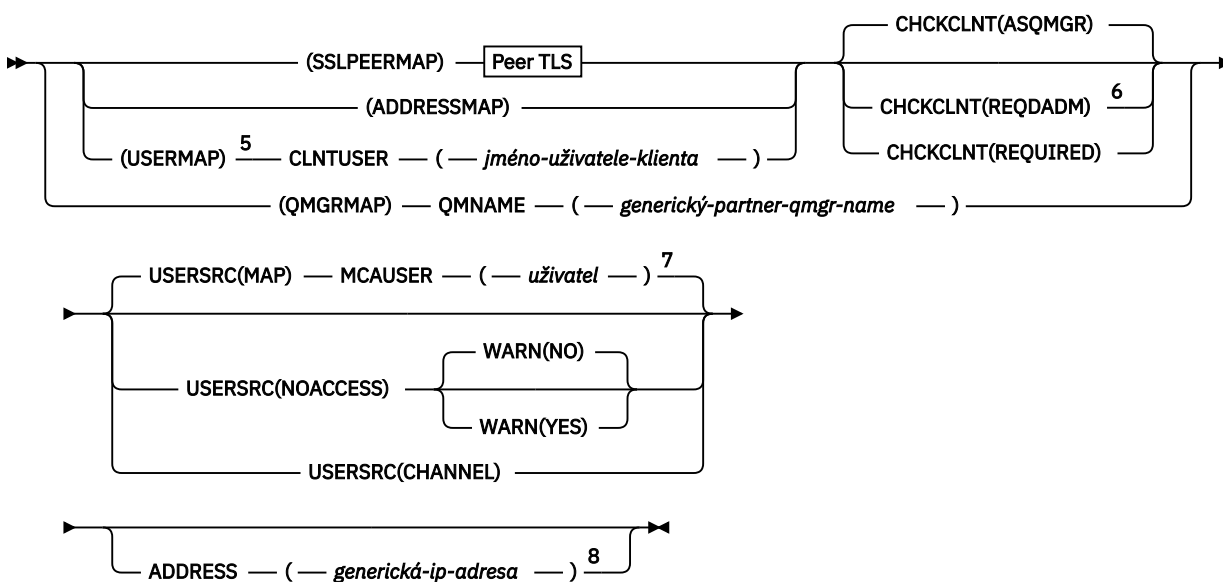 CHCKCLNT(ASQMGR)
(SSLPEERMAP) Peer TLS
(ADDRESSMAP) CHCKCLNT(REQDADM) 6
(USERMAP) 5 CLNTUSER ( jméno-uživatele-klienta ) CHCKCLNT(REQUIRED)
(QMGRMAP) QMNAME ( generický-partner-qmgr-name )
USERSRC(MAP) MCAUSER ( uživatel ) 7
WARN(NO)
USERSRC(NOACCESS)
WARN(YES)
USERSRC(CHANNEL)
ADDRESS ( generická-ip-adresa ) 8